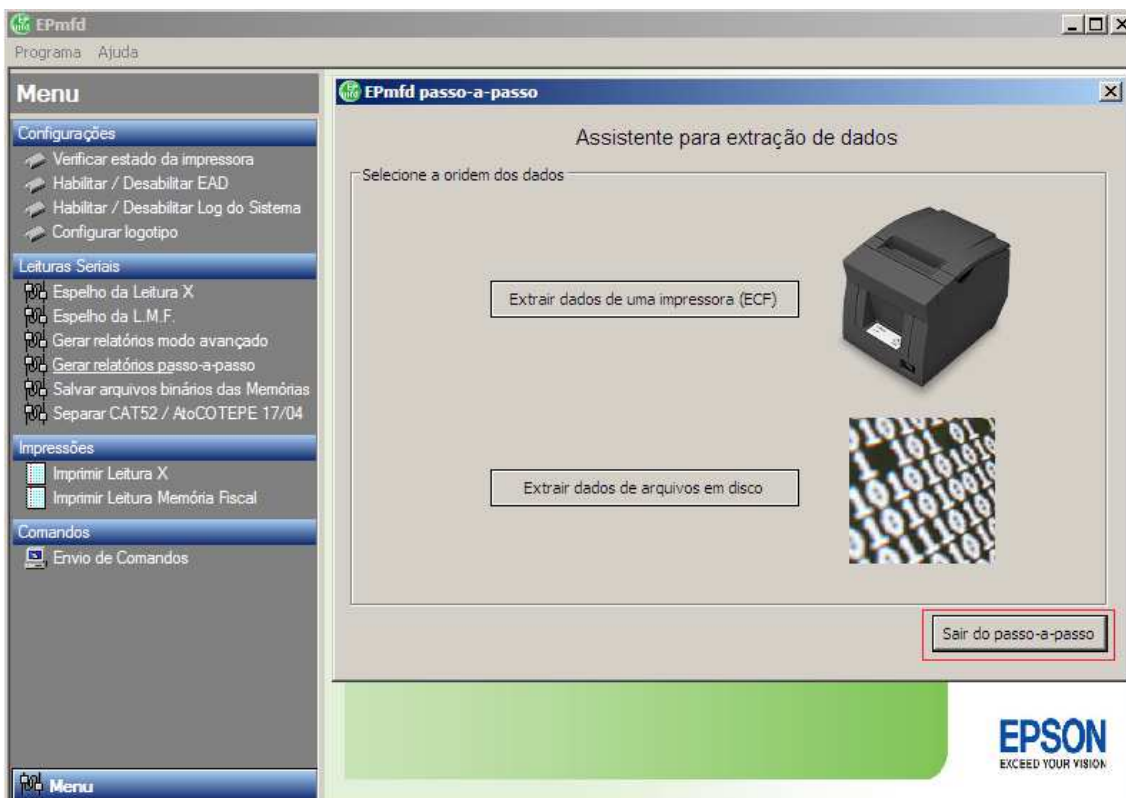 EPmfd
Programa Ajuda
Menu
Configurações
Verificar estado da impressora
Habilitar / Desabilitar EAD
Habilitar / Desabilitar Log do Sistema
Configurar logotipo
Leituras Seriais
Espelho da Leitura X
Espelho da L.M.F.
Gerar relatórios modo avançado
Gerar relatórios passo-a-passo
Salvar arquivos binários das Memórias
Separar CAT52 / AtoCOTEPE 17/04
Impressões
Imprimir Leitura X
Imprimir Leitura Memória Fiscal
Comandos
Envio de Comandos
Menu
EPmfd passo-a-passo
Assistente para extração de dados
Selecione a oridem dos dados
Extrair dados de uma impressora (ECF)
Extrair dados de arquivos em disco
Sair do passo-a-passo
EPSON
EXCEED YOUR VISION